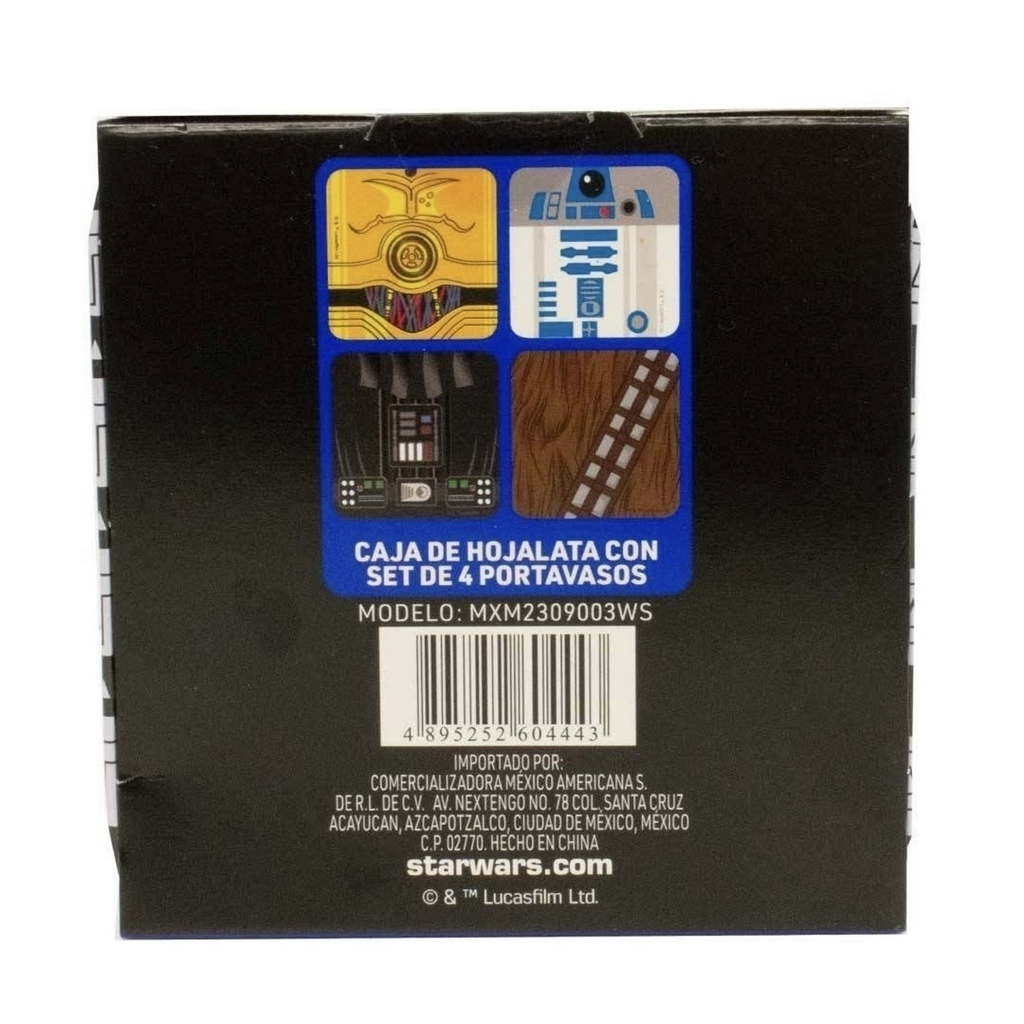 CAJA DE HOJALATA CON
SET DE 4 PORTAVASOS
MODELO: MXM2309003WS
4 895252 604443
IMPORTADO POR:
COMERCIALIZADORA MÉXICO AMERICANA S.
DE R.L. DE C.V. AV. NEXTENGO NO. 78 COL. SANTA CRUZ
ACAYUCAN, AZCAPOTZALCO, CIUDAD DE MÉXICO, MÉXICO
C.P. 02770. HECHO EN CHINA
starwars.com
© & ™ Lucasfilm Ltd.